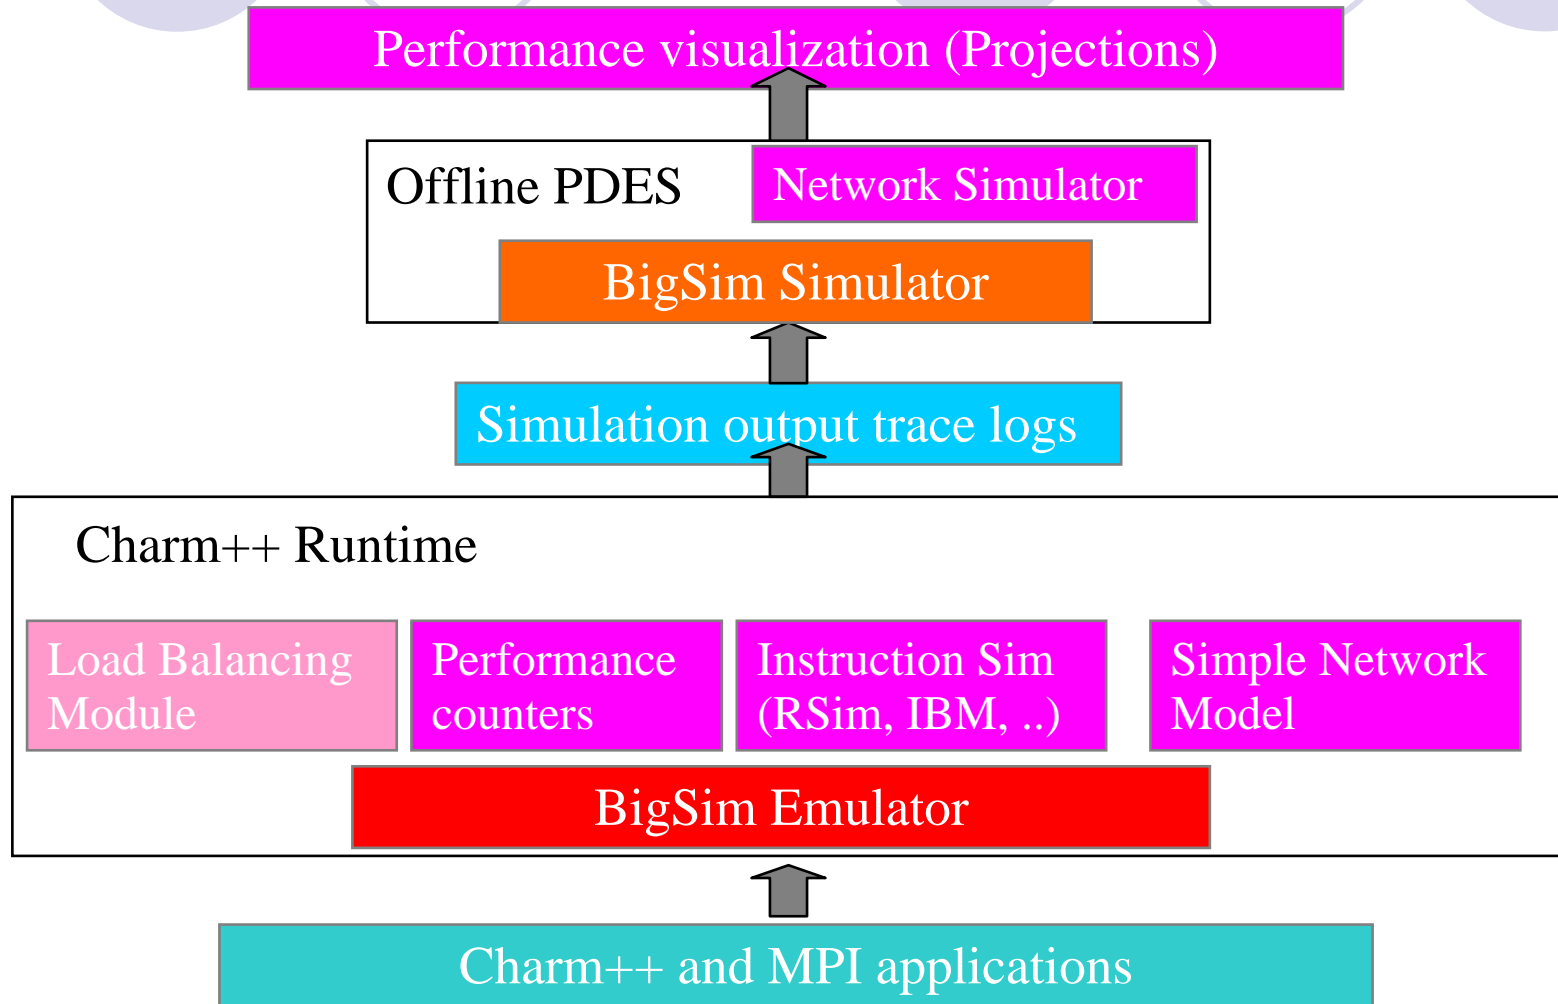 Performance visualization (Projections)
Offline PDES
Network Simulator
BigSim Simulator
Simulation output trace logs
Charm++ Runtime
Load Balancing
Module
Performance
counters
Instruction Sim
(RSim, IBM, ..)
Simple Network
Model
BigSim Emulator
Charm++ and MPI applications